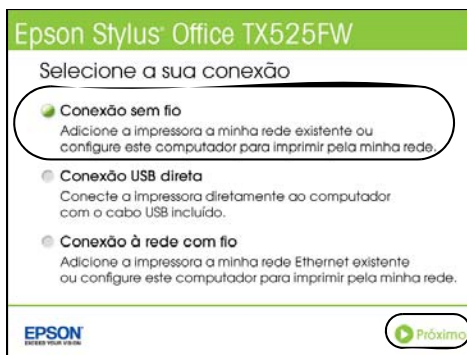 Epson Stylus® Office TX525FW
Selecione a sua conexão
Conexão sem fio
Adicione a impressora a minha rede existente ou
configure este computador para imprimir pela minha rede.
Conexão USB direta
Conecte a impressora diretamente ao computador
com o cabo USB incluído.
Conexão à rede com fio
Adicione a impressora a minha rede Ethernet existente
ou configure este computador para imprimir pela minha rede.
EPSON
EXCEED YOUR VISION
Próximo